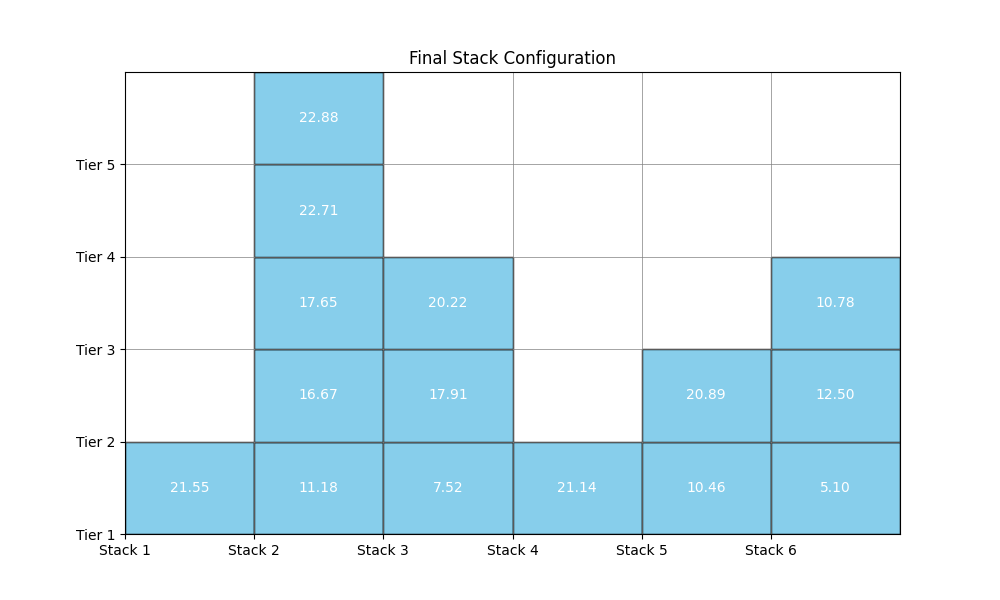 Final Stack Configuration
22.88
Tier 5
22.71
Tier 4
17.65 20.22 10.78
Tier 3
16.67 17.91 20.89 12.50
Tier 2
21.55 11.18 7.52 21.14 10.46 5.10
Tier 1
Stack 1 Stack 2 Stack 3 Stack 4 Stack 5 Stack 6